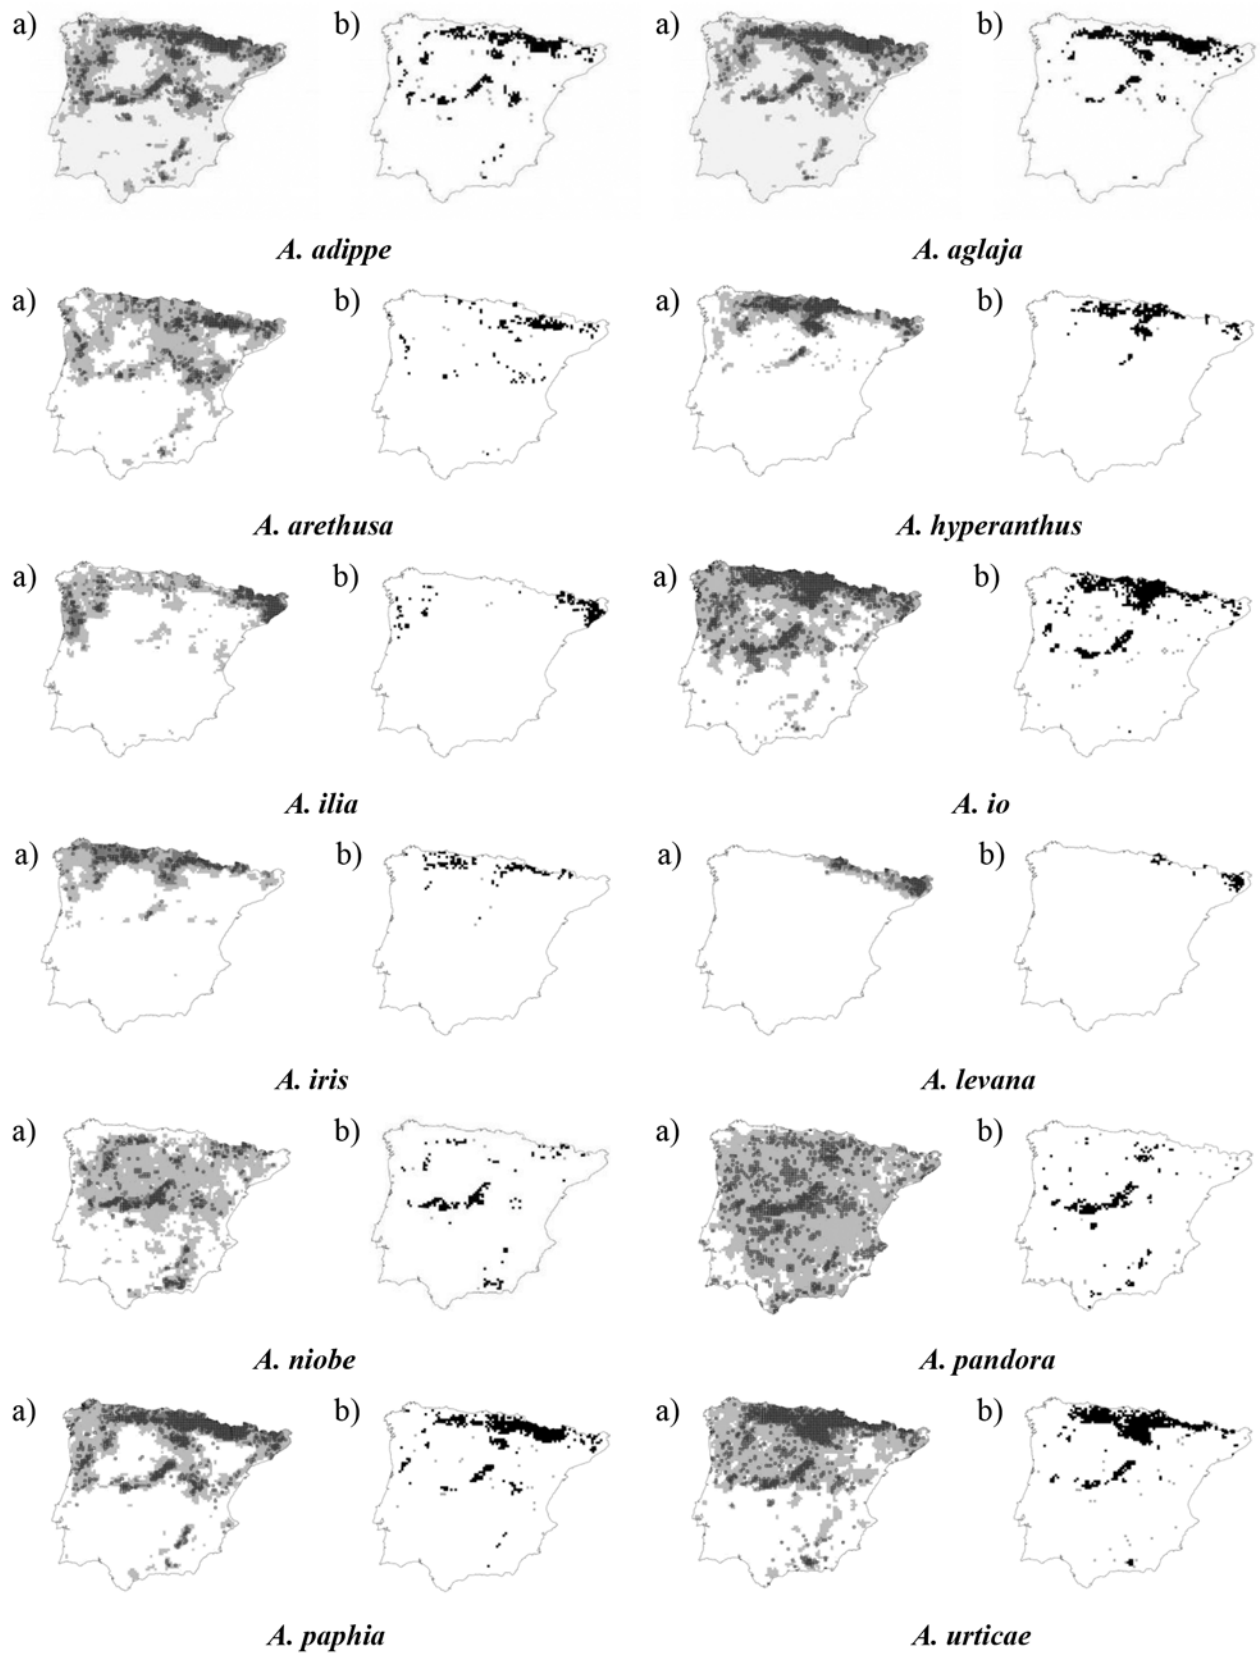 a) b) a) b)
A. adippe A. aglaja
a) b) a) b)
A. arethusa A. hyperanthus
a) b) a) b)
A. ilia A. io
a) b) a) b)
A. iris A. levana
a) b) a) b)
A. niobe A. pandora
a) b) a) b)
A. paphia A. urticae